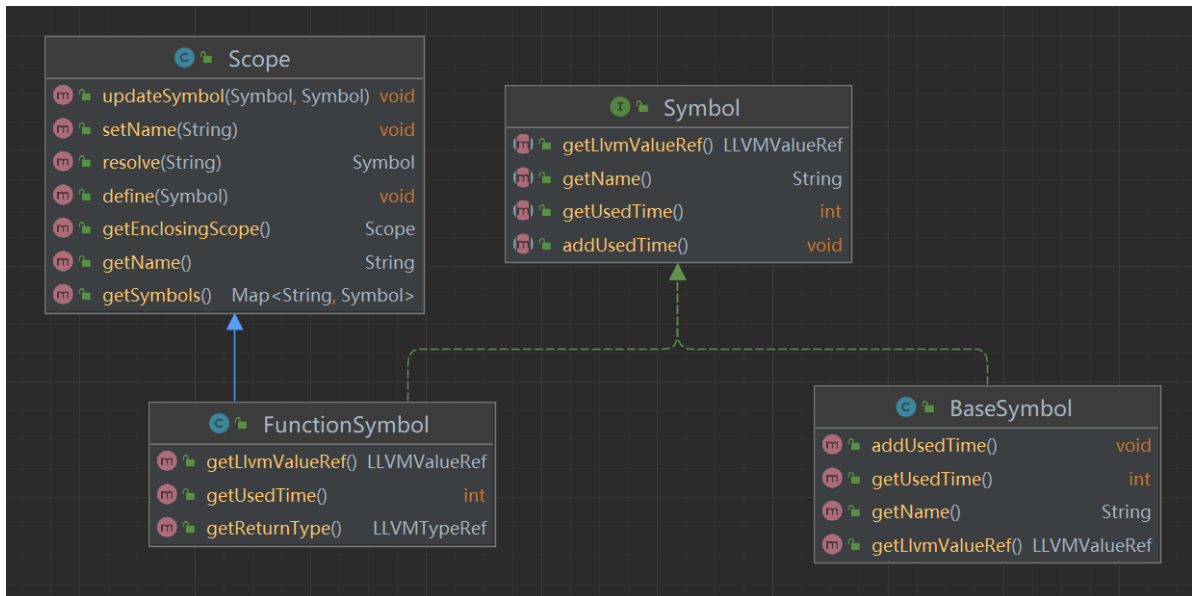 Scope
updateSymbol(Symbol, Symbol) void
setName(String) void
resolve(String) Symbol
define(Symbol) void
getEnclosingScope() Scope
getName() String
getSymbols() Map<String, Symbol>
Symbol
getLlvmValueRef() LLVMValueRef
getName() String
getUsedTime() int
addUsedTime() void
FunctionSymbol
getLlvmValueRef() LLVMValueRef
getUsedTime() int
getReturnType() LLVMTypeRef
BaseSymbol
addUsedTime() void
getUsedTime() int
getName() String
getLlvmValueRef() LLVMValueRef